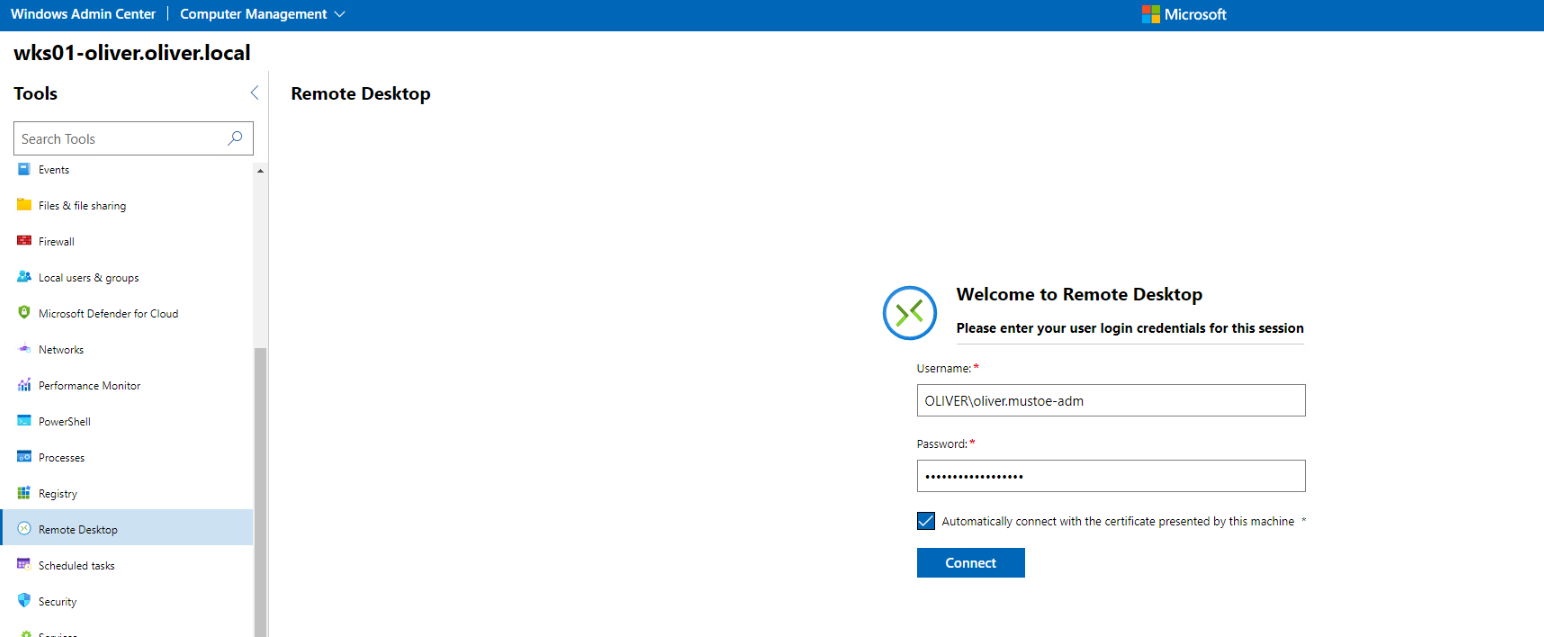 Windows Admin Center | Computer Management
Microsoft
wks01-oliver.oliver.local
Tools
Search Tools
Events
Files & file sharing
Firewall
Local users & groups
Microsoft Defender for Cloud
Networks
Performance Monitor
PowerShell
Processes
Registry
Remote Desktop
Scheduled tasks
Security
Services
Remote Desktop
Welcome to Remote Desktop
Please enter your user login credentials for this session
Username: *
OLIVER\oliver.mustoe-adm
Password: *
••••••••••••••••••
Automatically connect with the certificate presented by this machine *
Connect